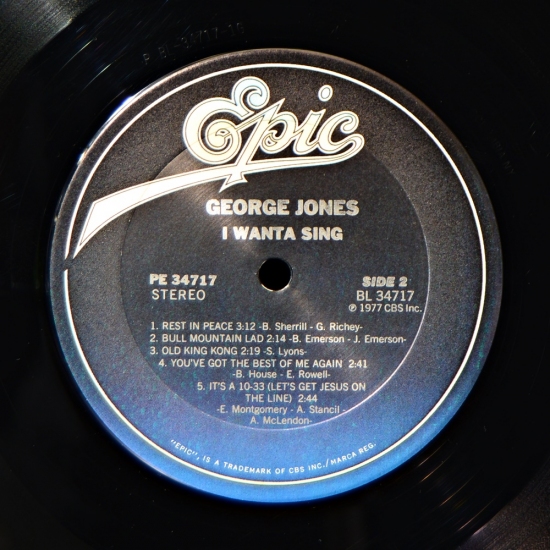 Epic
GEORGE JONES
I WANTA SING
PE 34717
STEREO
SIDE 2
BL 34717
℗ 1977 CBS Inc.
1. REST IN PEACE 3:12 -B. Sherrill - G. Richey-
2. BULL MOUNTAIN LAD 2:14 -B. Emerson - J. Emerson-
3. OLD KING KONG 2:19 -S. Lyons-
4. YOU'VE GOT THE BEST OF ME AGAIN 2:41
-B. House - E. Rowell-
5. IT'S A 10-33 (LET'S GET JESUS ON
THE LINE) 2:44
-E. Montgomery - A. Stancil -
A. McLendon-
"EPIC", IS A TRADEMARK OF CBS INC./MARCA REG.